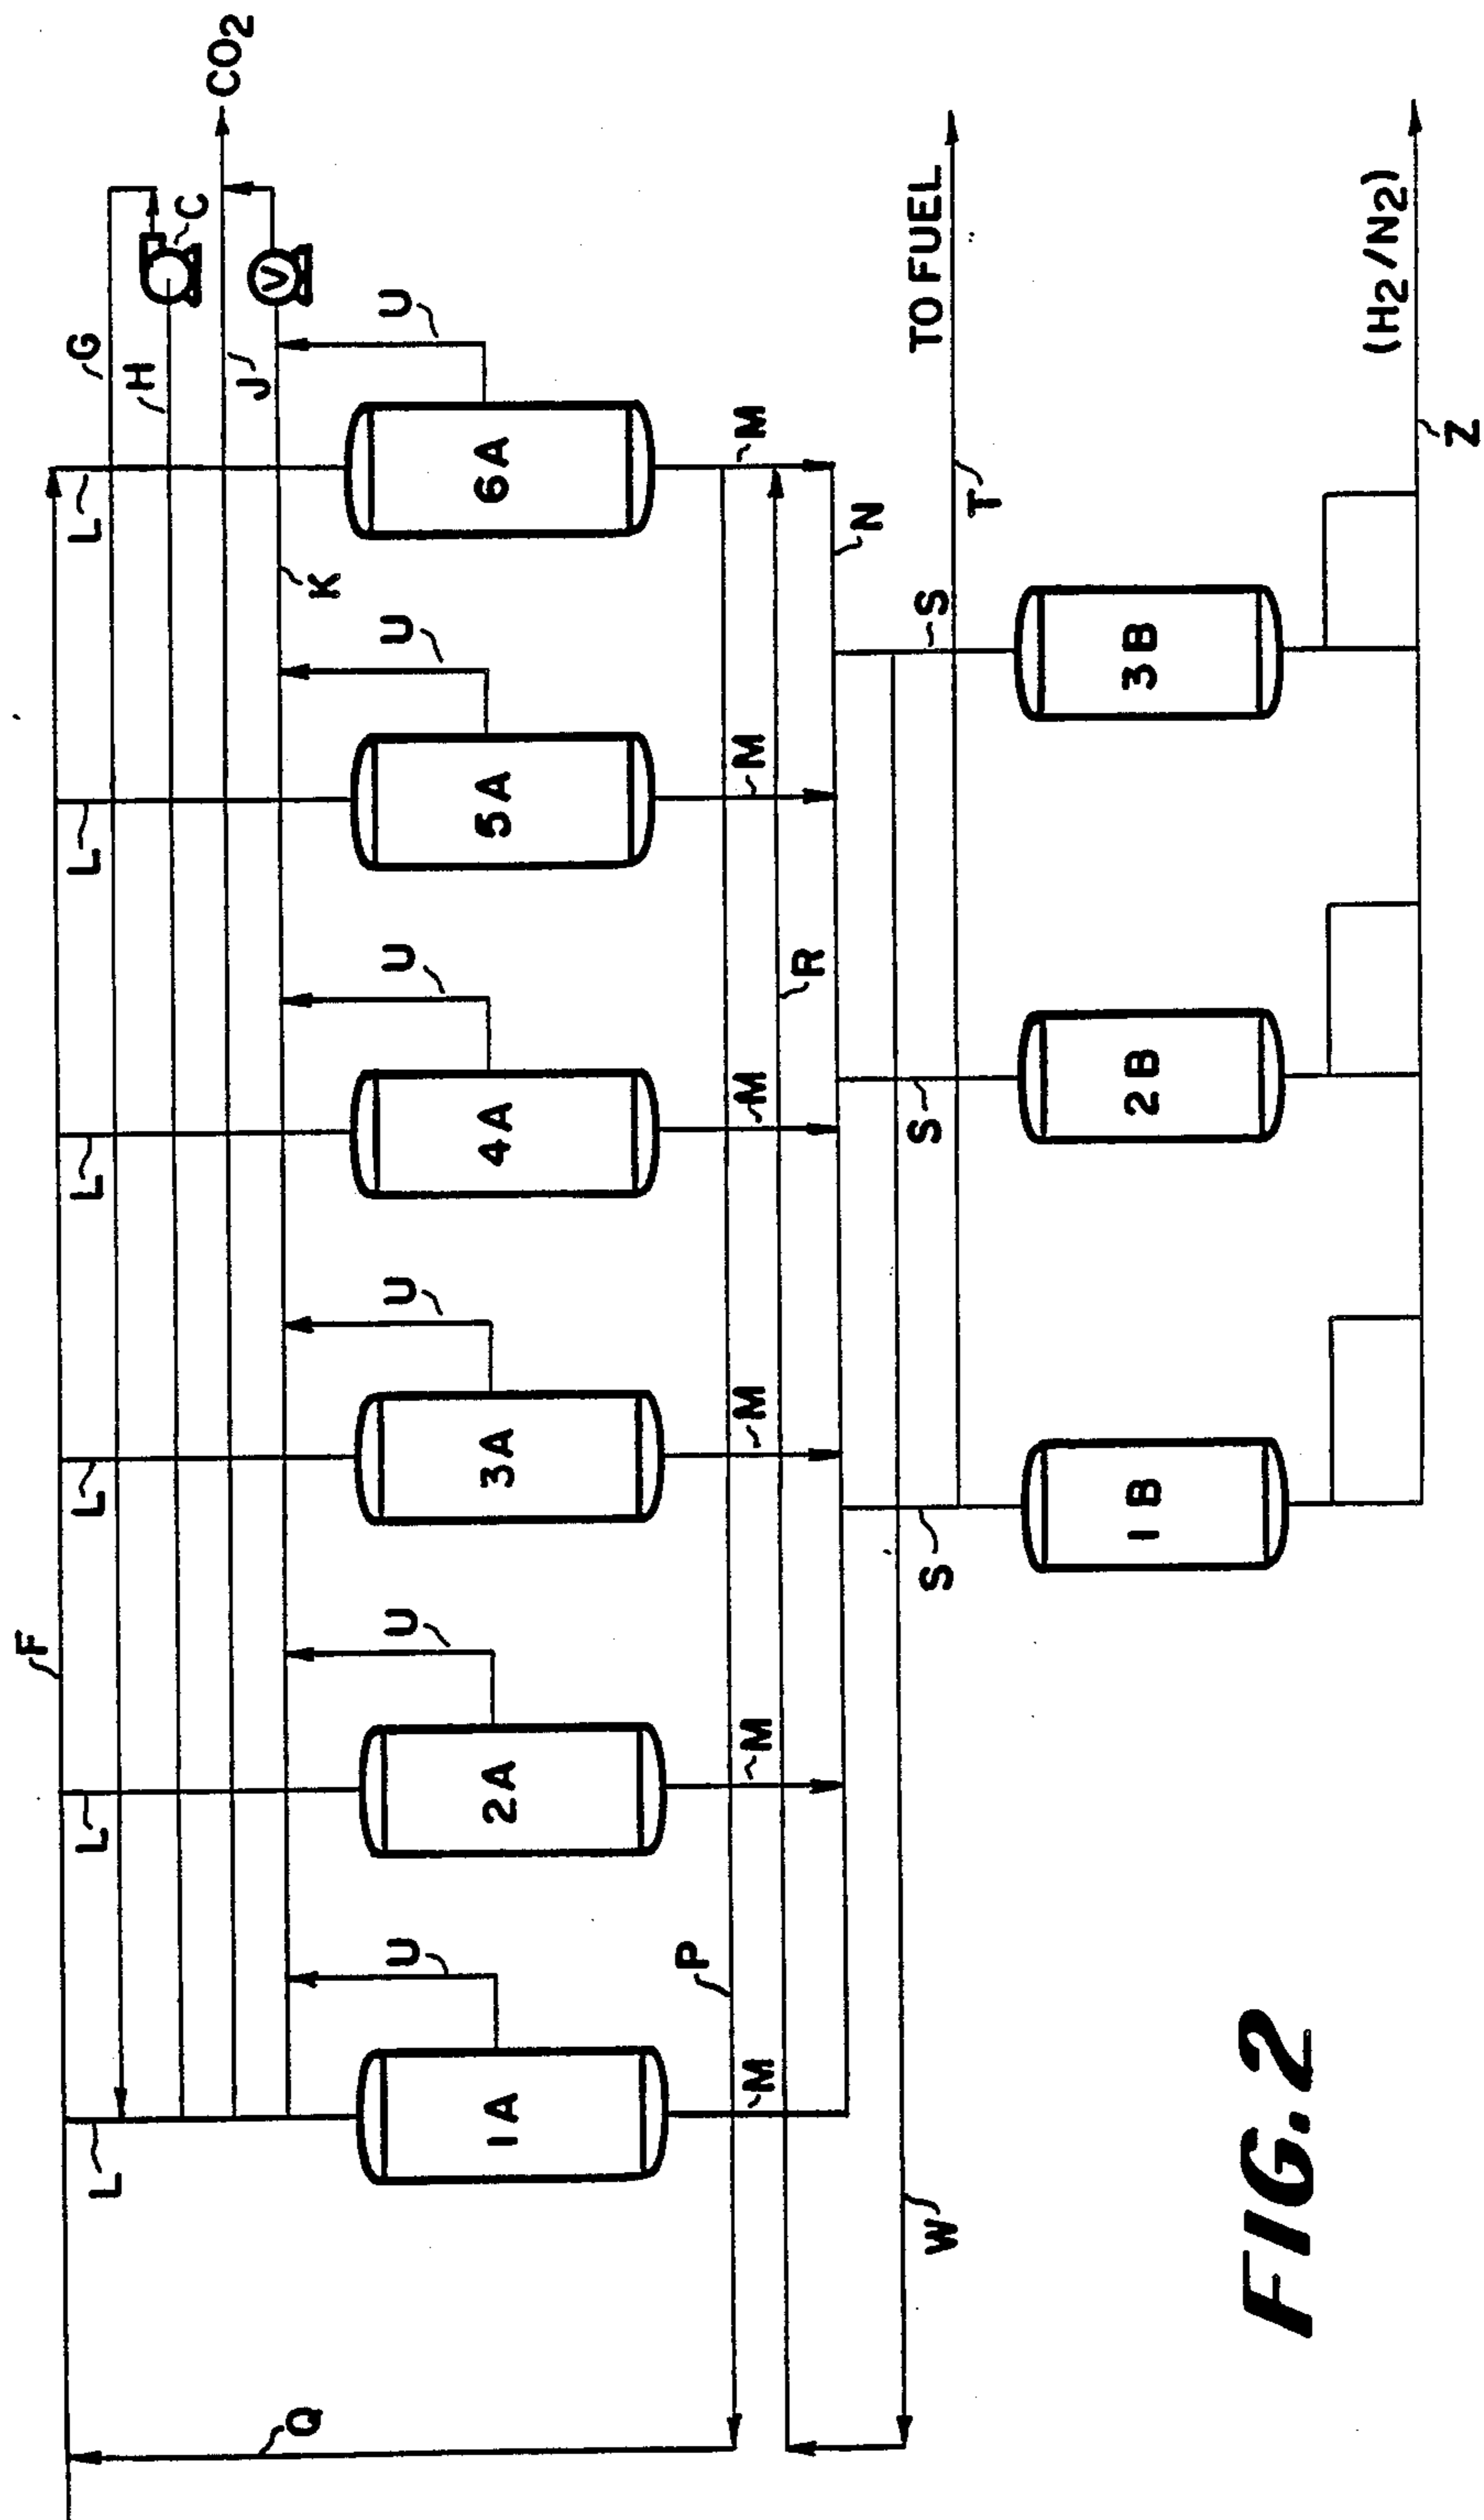 F
G
H
C
CO2
J
V
K
L
L
L
L
L
L
U
U
U
U
U
U
1A
2A
3A
4A
5A
6A
Q
P
M
M
M
M
M
M
R
N
W
S
S
S
TO FUEL
T
1B
2B
3B
(H2/N2)
Z
FIG. 2